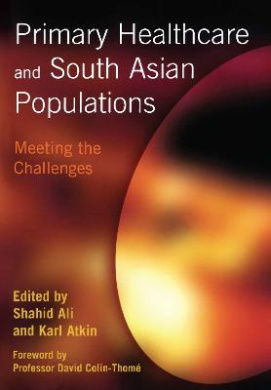 Primary Healthcare
and South Asian
Populations
Meeting the
Challenges
Edited by
Shahid Ali
and Karl Atkin
Foreword by
Professor David Colin-Thomé